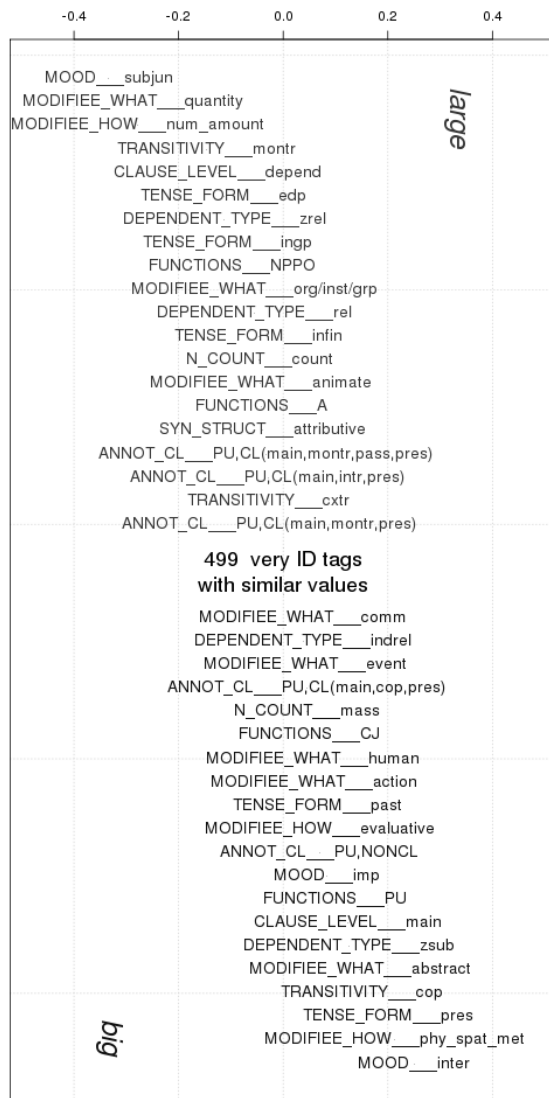 -0.4 -0.2 0.0 0.2 0.4
MOOD___subjun
MODIFIEE_WHAT___quantity
large
MODIFIEE_HOW___num_amount
TRANSITIVITY___montr
CLAUSE_LEVEL___depend
TENSE_FORM___edp
DEPENDENT_TYPE___zrel
TENSE_FORM___ingp
FUNCTIONS___NPPO
MODIFIEE_WHAT___org/inst/grp
DEPENDENT_TYPE___rel
TENSE_FORM___infin
N_COUNT___count
MODIFIEE_WHAT___animate
FUNCTIONS___A
SYN_STRUCT___attributive
ANNOT_CL___PU,CL(main,montr,pass,pres)
ANNOT_CL___PU,CL(main,intr,pres)
TRANSITIVITY___cxtr
ANNOT_CL___PU,CL(main,montr,pres)
499 very ID tags
with similar values
MODIFIEE_WHAT___comm
DEPENDENT_TYPE___indrel
MODIFIEE_WHAT___event
ANNOT_CL___PU,CL(main,cop,pres)
N_COUNT___mass
FUNCTIONS___CJ
MODIFIEE_WHAT___human
MODIFIEE_WHAT___action
TENSE_FORM___past
MODIFIEE_HOW___evaluative
ANNOT_CL___PU,NONCL
MOOD___imp
FUNCTIONS___PU
CLAUSE_LEVEL___main
DEPENDENT_TYPE___zsub
MODIFIEE_WHAT___abstract
TRANSITIVITY___cop
TENSE_FORM___pres
big
MODIFIEE_HOW___phy_spat_met
MOOD___inter